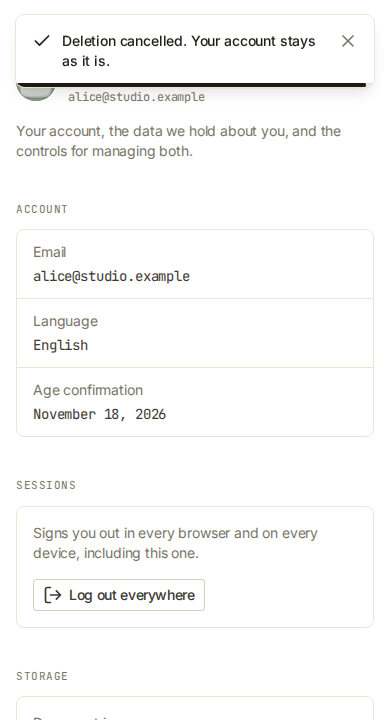 Deletion cancelled. Your account stays
as it is.
alice@studio.example
Your account, the data we hold about you, and the
controls for managing both.
ACCOUNT
Email
alice@studio.example
Language
English
Age confirmation
November 18, 2026
SESSIONS
Signs you out in every browser and on every
device, including this one.
Log out everywhere
STORAGE